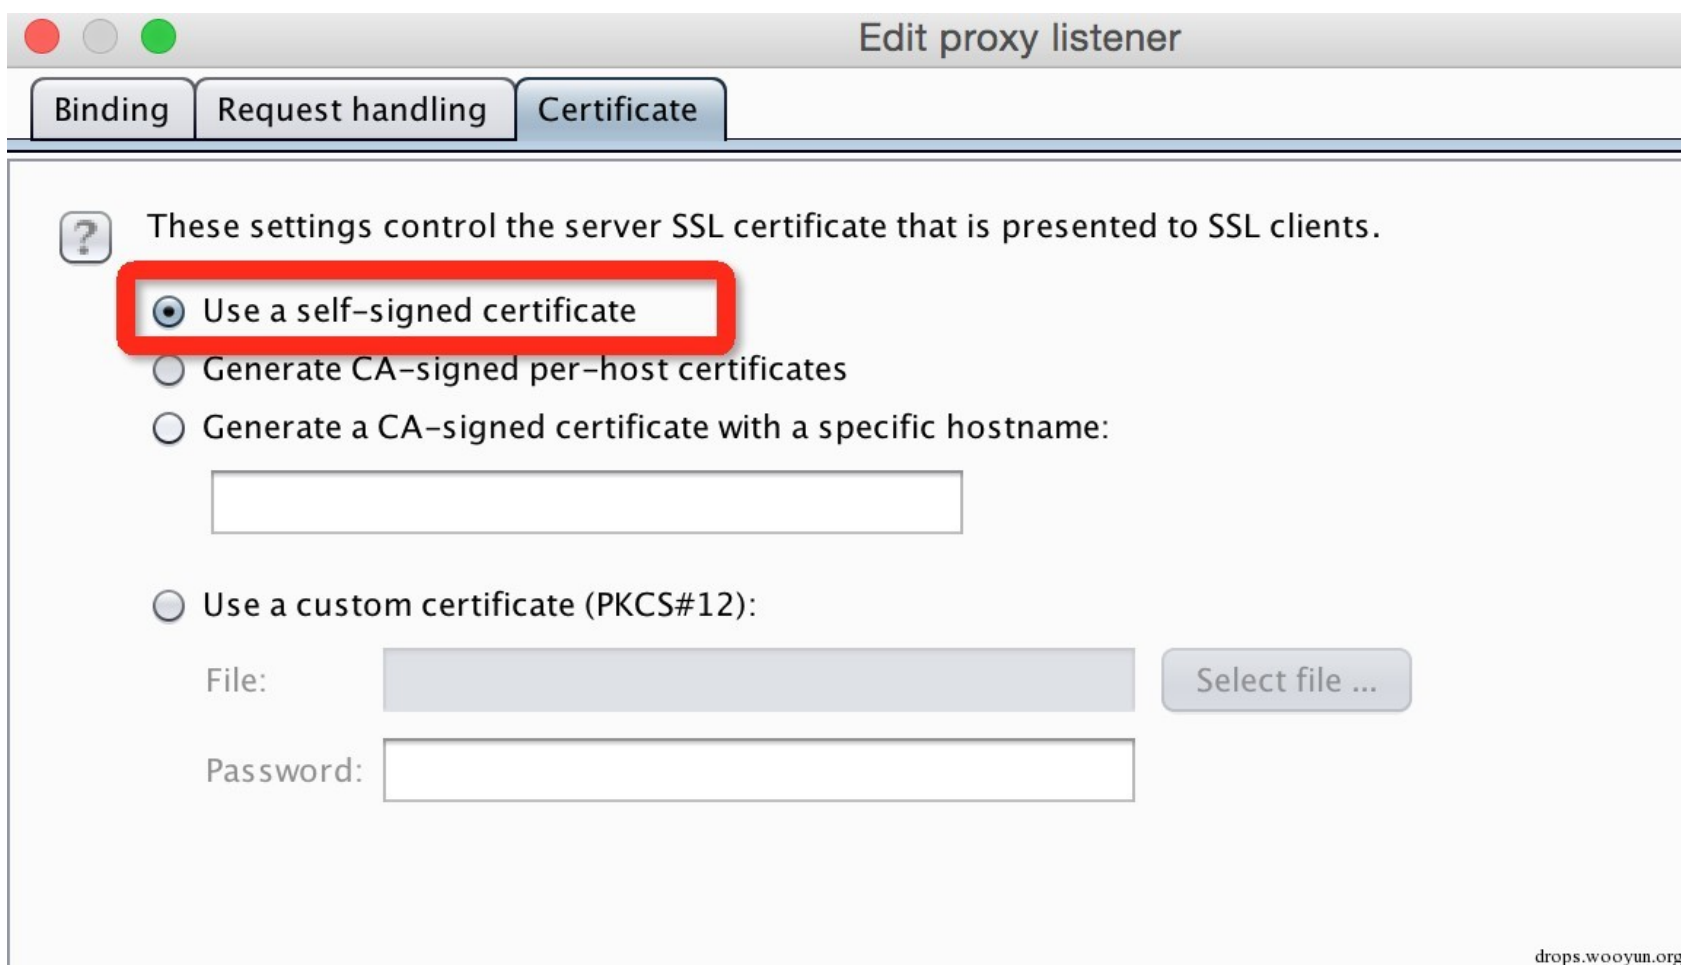 Edit proxy listener
Binding Request handling Certificate
? These settings control the server SSL certificate that is presented to SSL clients.
Use a self-signed certificate
Generate CA-signed per-host certificates
Generate a CA-signed certificate with a specific hostname:
Use a custom certificate (PKCS#12):
File: Select file ...
Password:
drops.wooyun.org